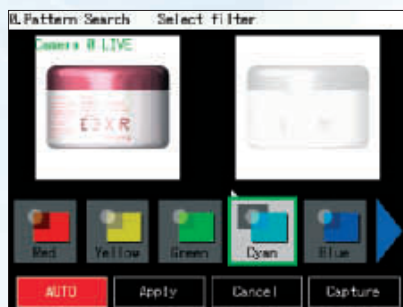 0.Pattern Search Select filter
Camera 0 LIVE
Red Yellow Green Cyan Blue
AUTO Apply Cancel Capture